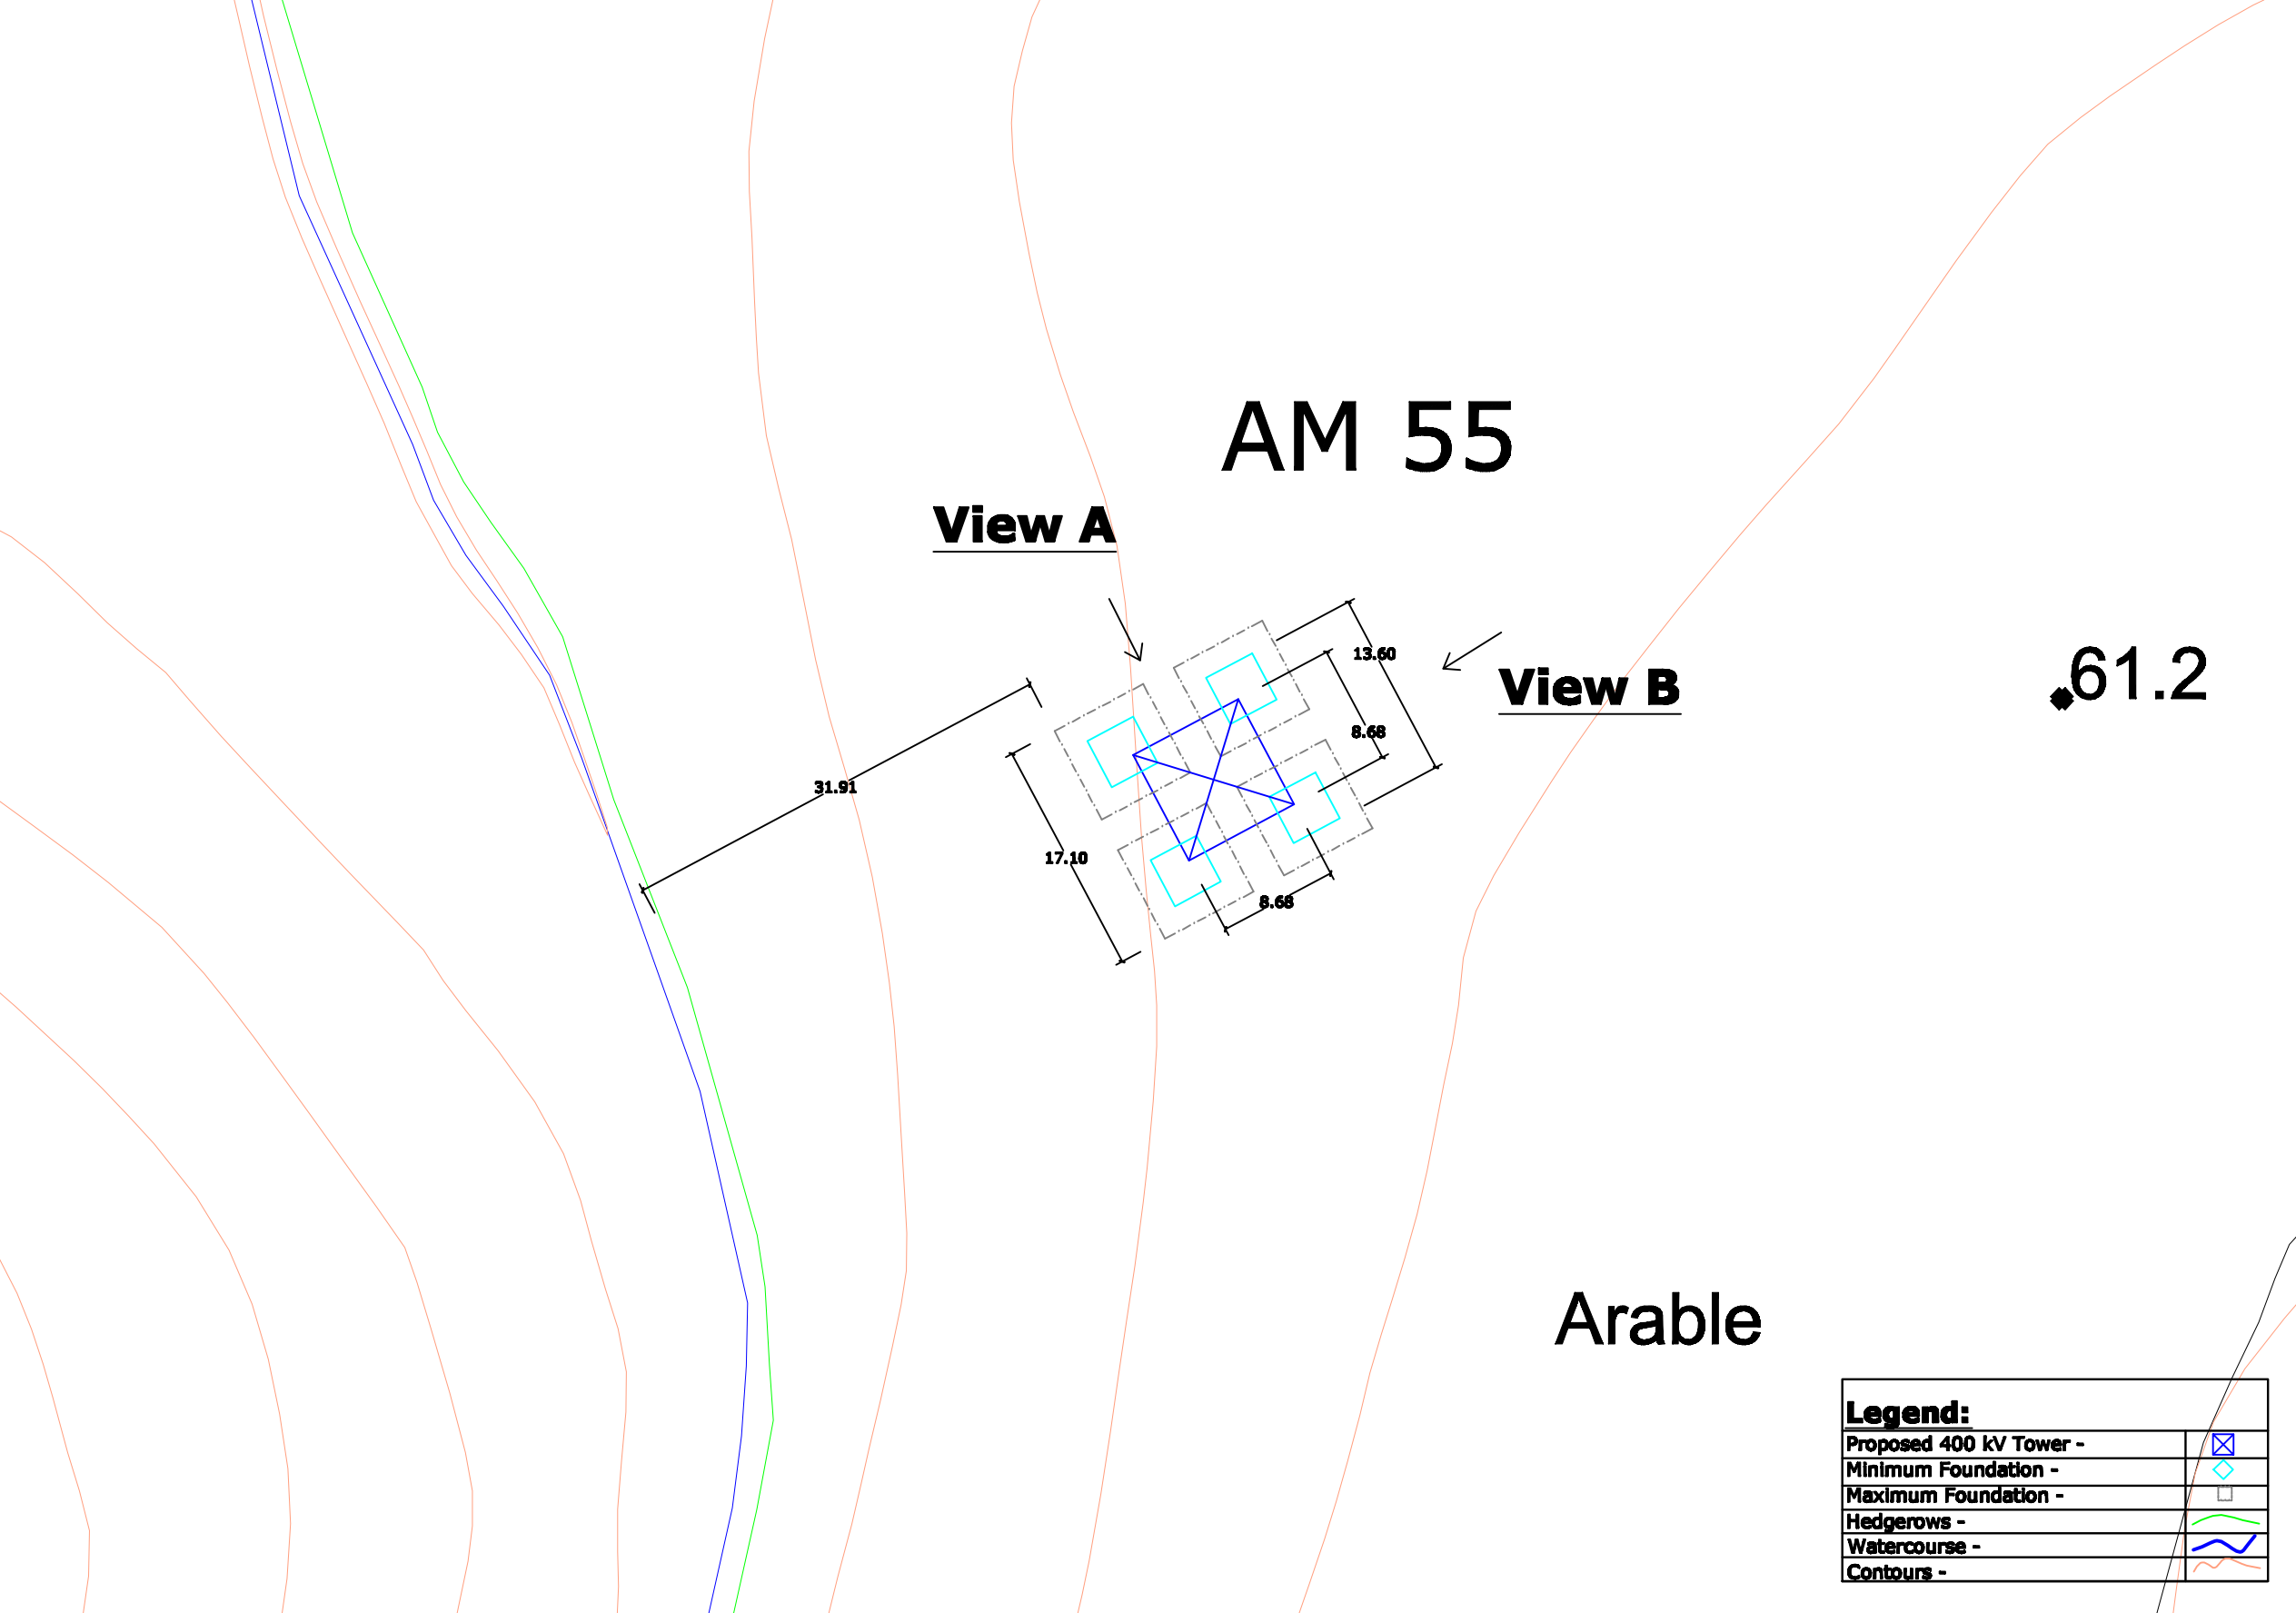 AM 55
View A
13.60
View B
61.2
8.68
31.91
17.10
8.68
Arable
Legend:
Proposed 400 kV Tower -
Minimum Foundation -
Maximum Foundation -
Hedgerows -
Watercourse -
Contours -